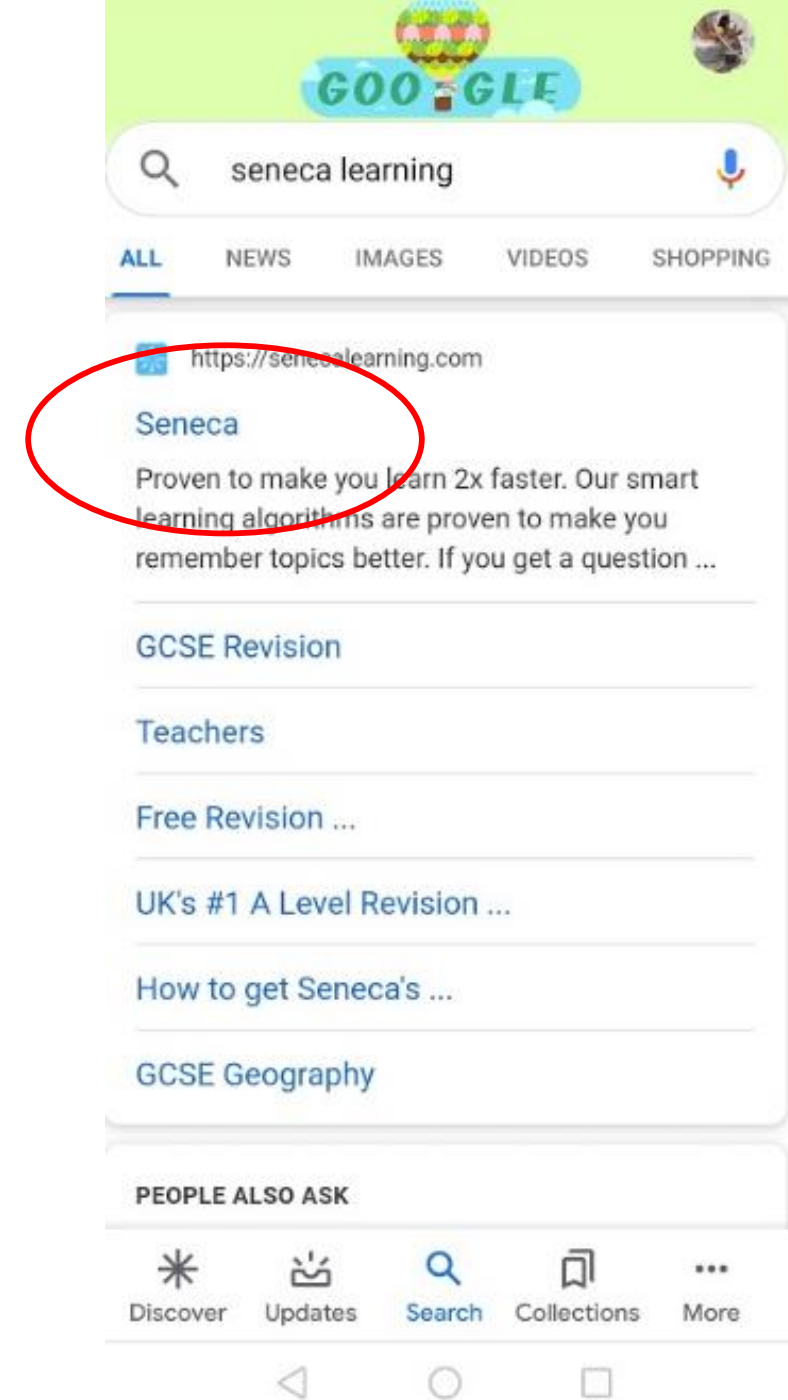 GOOGLE
seneca learning
ALL NEWS IMAGES VIDEOS SHOPPING
https://senecalearning.com
Seneca
Proven to make you learn 2x faster. Our smart
learning algorithms are proven to make you
remember topics better. If you get a question ...
GCSE Revision
Teachers
Free Revision ...
UK's #1 A Level Revision ...
How to get Seneca's ...
GCSE Geography
PEOPLE ALSO ASK
Discover Updates Search Collections More